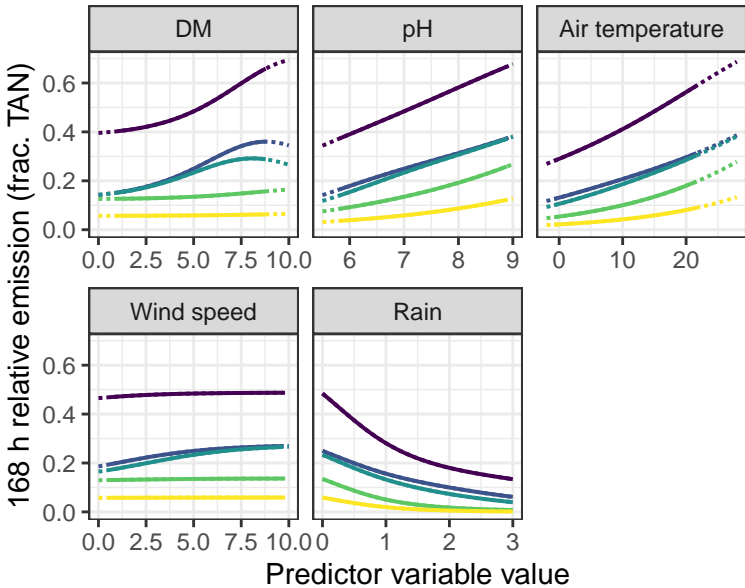 DM pH Air temperature
0.6
0.4
0.2
0.0
0.0 2.5 5.0 7.5 10.0 6 7 8 9 0 10 20
Wind speed Rain
0.6
0.4
0.2
0.0
0.0 2.5 5.0 7.5 10.0 0 1 2 3
168 h relative emission (frac. TAN)
Predictor variable value